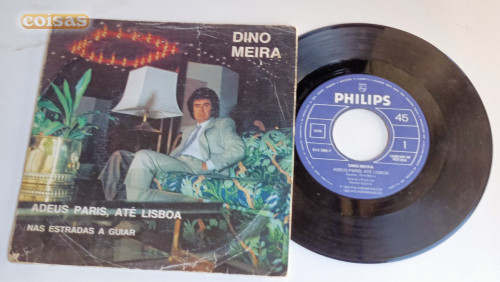 coisas
DINO
MEIRA
ADEUS PARIS, ATÉ LISBOA
NAS ESTRADAS A GUIAR
PHILIPS
45
1
DINO MEIRA
ADEUS PARIS, ATÉ LISBOA